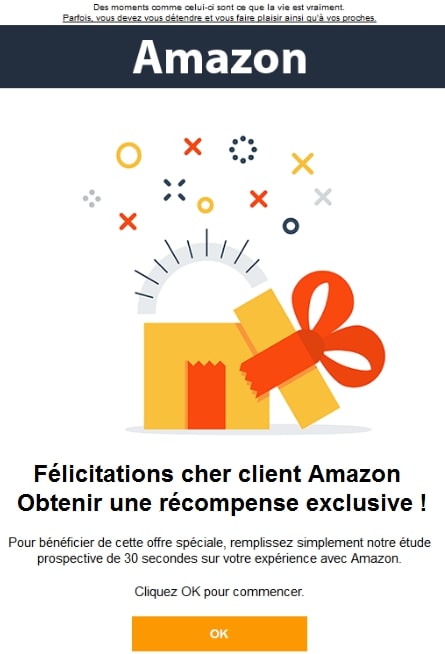 Des moments comme celui-ci sont ce que la vie est vraiment.
Parfois, vous devez vous détendre et vous faire plaisir ainsi qu'à vos proches.
Amazon
Félicitations cher client Amazon
Obtenir une récompense exclusive !
Pour bénéficier de cette offre spéciale, remplissez simplement notre étude
prospective de 30 secondes sur votre expérience avec Amazon.
Cliquez OK pour commencer.
OK